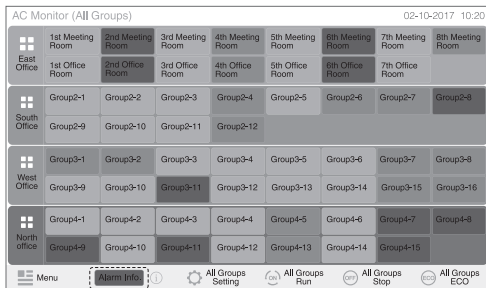 AC Monitor (All Groups) 02-10-2017 10:20
East Office
1st Meeting Room 2nd Meeting Room 3rd Meeting Room 4th Meeting Room 5th Meeting Room 6th Meeting Room 7th Meeting Room 8th Meeting Room
1st Office Room 2nd Office Room 3rd Office Room 4th Office Room 5th Office Room 6th Office Room 7th Office Room
South Office
Group2-1 Group2-2 Group2-3 Group2-4 Group2-5 Group2-6 Group2-7 Group2-8
Group2-9 Group2-10 Group2-11 Group2-12
West Office
Group3-1 Group3-2 Group3-3 Group3-4 Group3-5 Group3-6 Group3-7 Group3-8
Group3-9 Group3-10 Group3-11 Group3-12 Group3-13 Group3-14 Group3-15 Group3-16
North office
Group4-1 Group4-2 Group4-3 Group4-4 Group4-5 Group4-6 Group4-7 Group4-8
Group4-9 Group4-10 Group4-11 Group4-12 Group4-13 Group4-14 Group4-15
Menu Alarm Info. i All Groups Setting ON All Groups Run OFF All Groups Stop ECO All Groups ECO